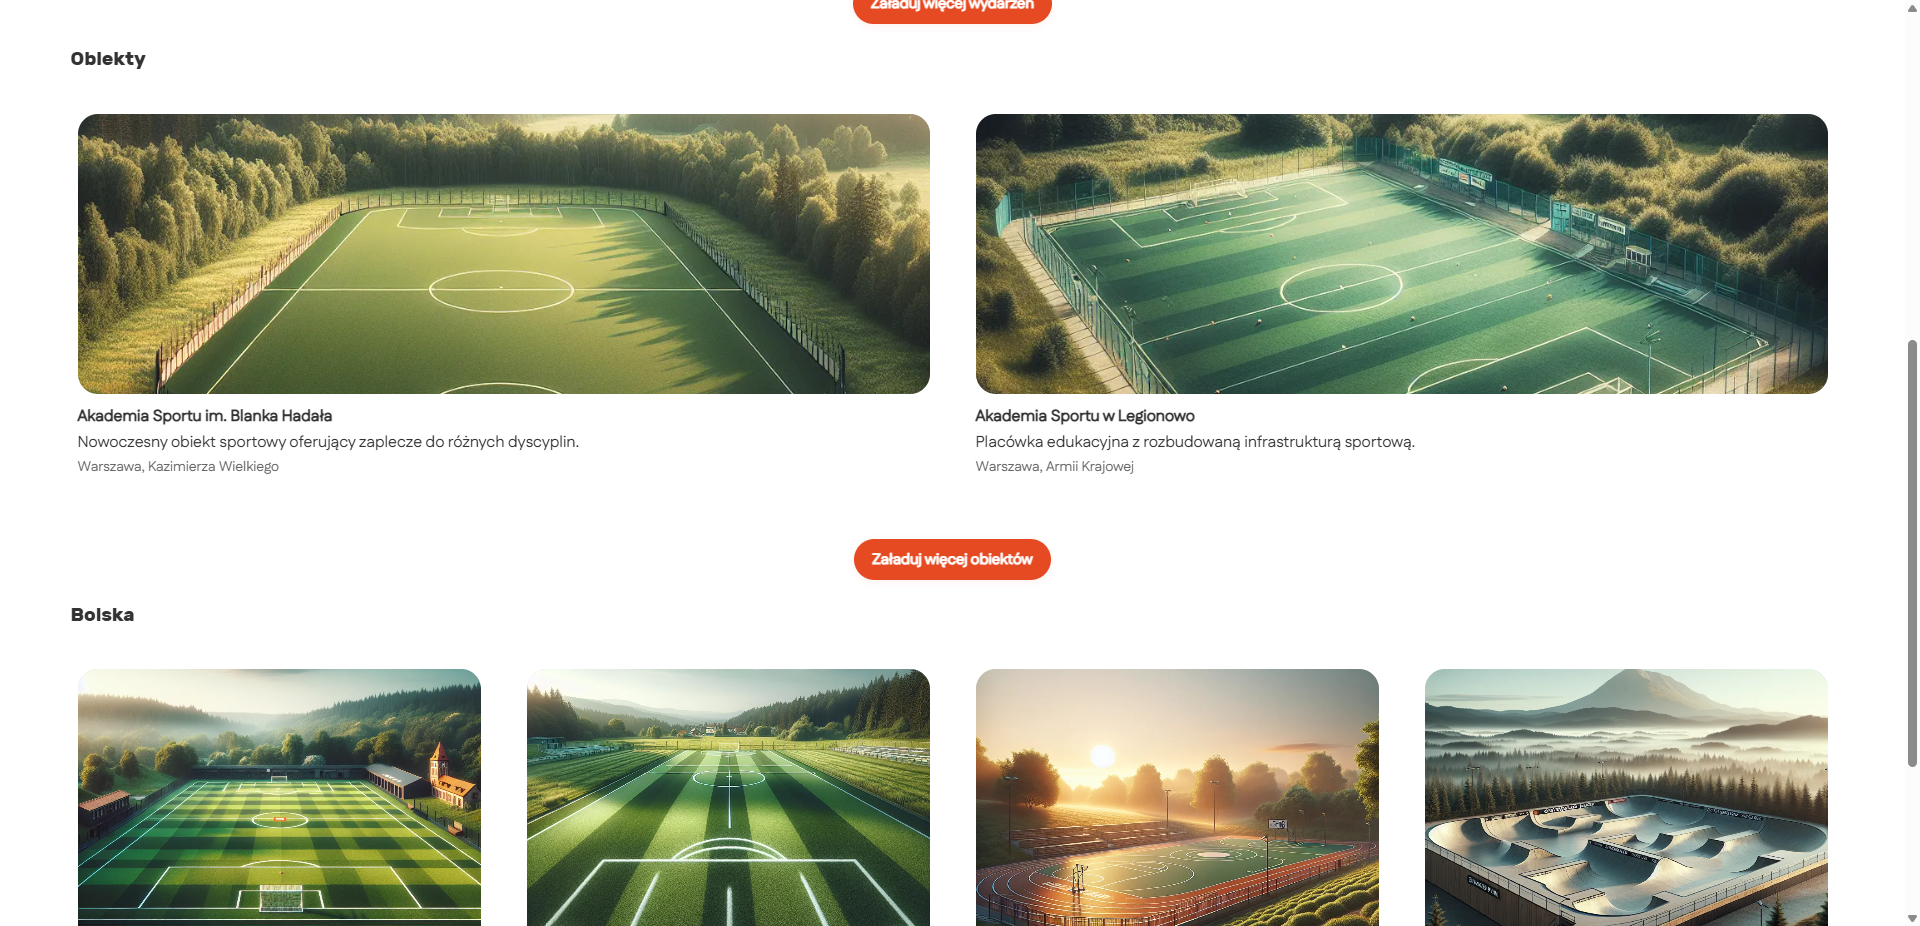 Załaduj więcej wydarzeń
Obiekty
Akademia Sportu im. Blanka Hadała
Nowoczesny obiekt sportowy oferujący zaplecze do różnych dyscyplin.
Warszawa, Kazimierza Wielkiego
Akademia Sportu w Legionowo
Placówka edukacyjna z rozbudowaną infrastrukturą sportową.
Warszawa, Armii Krajowej
Załaduj więcej obiektów
Boiska